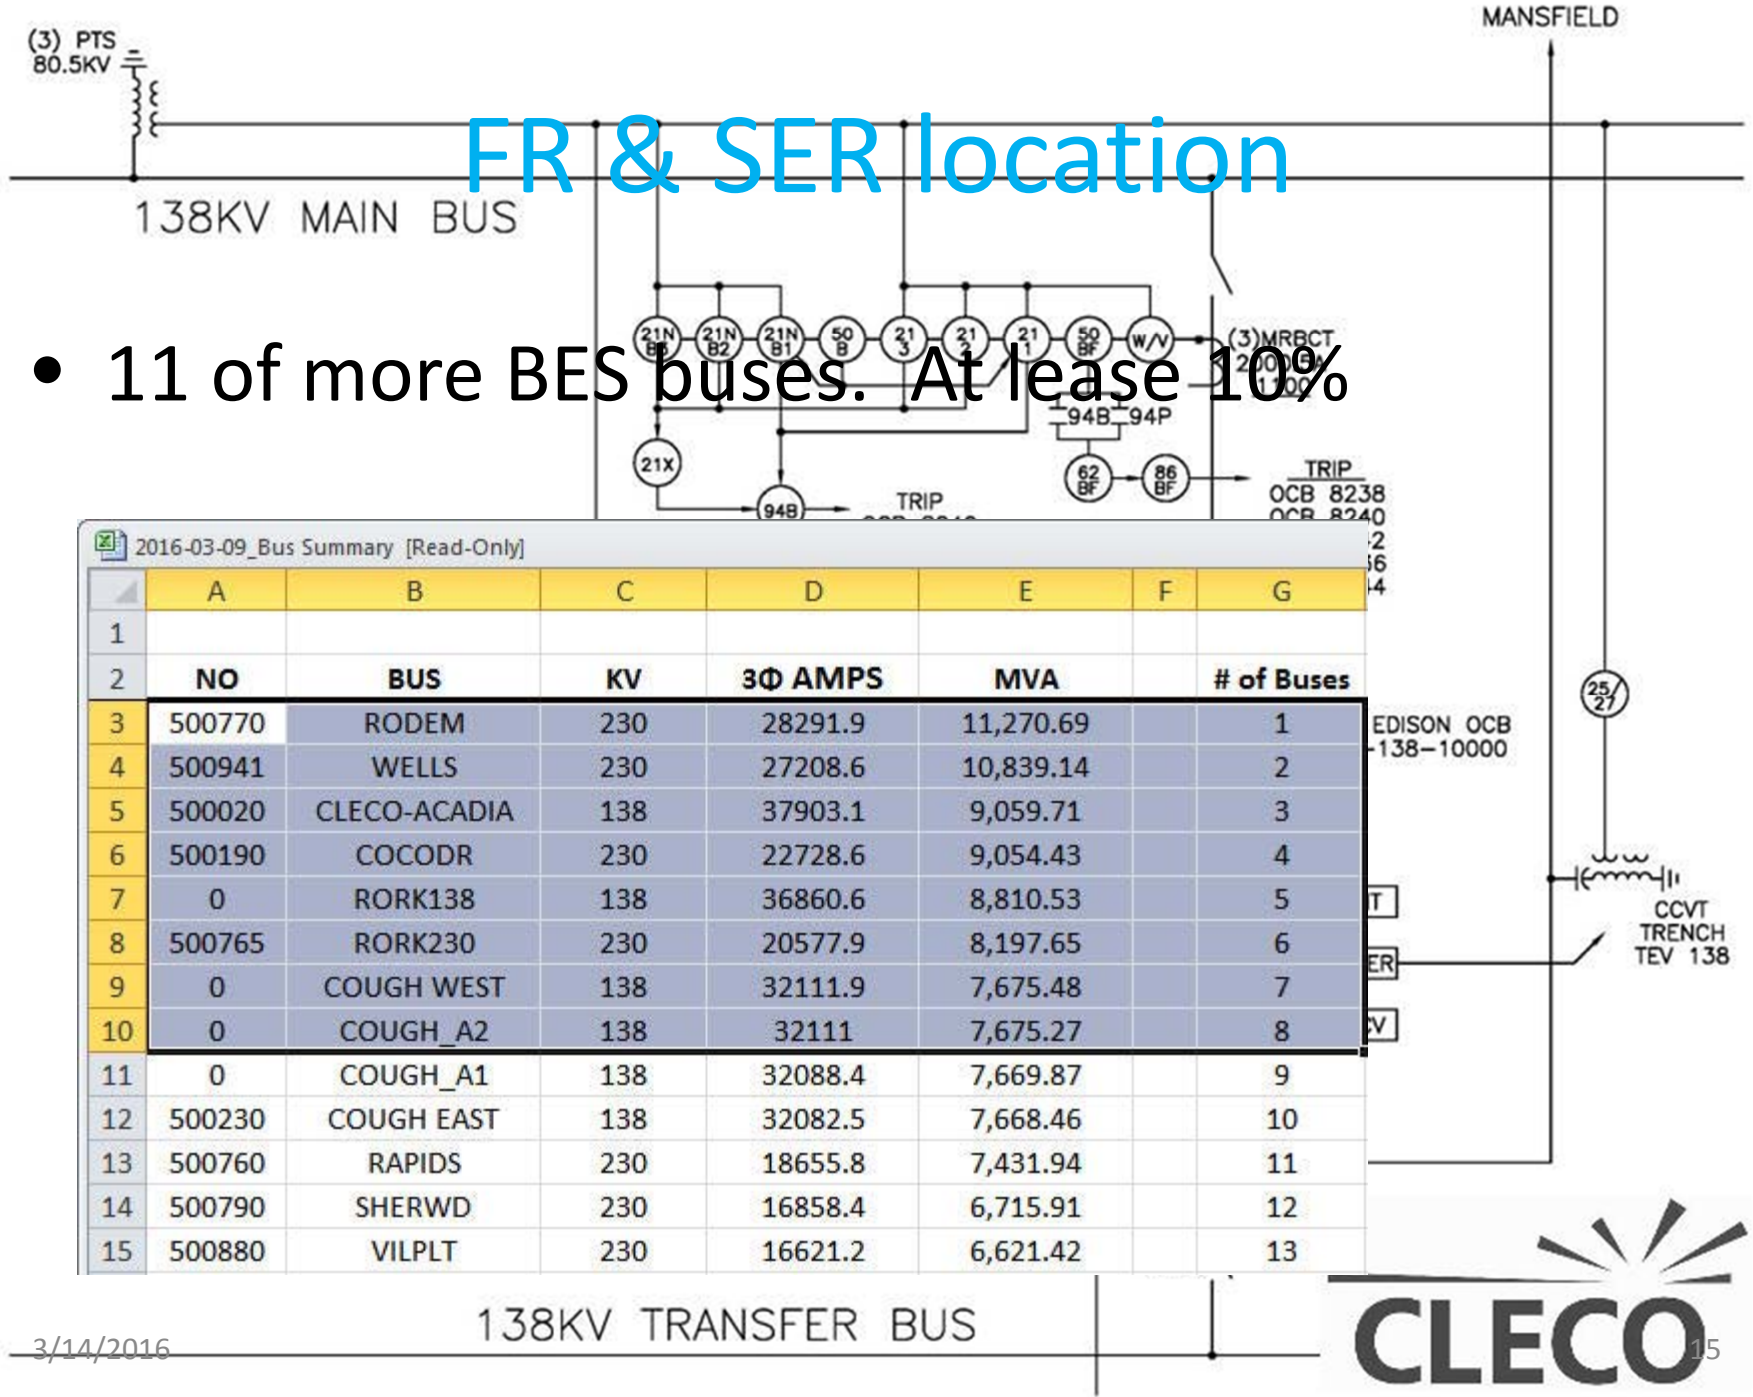 MANSFIELD
(3) PTS
80.5KV
FR & SER location
138KV MAIN BUS
21N 21N 21N 50 21 21 21 50 W/V
B3 B2 B1 B 3 2 1 BF
(3)MRBCT
• 11 of more BES buses. At lease 10%
94B 94P
21X
62 86
BF BF
94B
TRIP
TRIP
OCB 8238
OCB 8240
2016-03-09_Bus Summary [Read-Only]
A B C D E F G
1
2 NO BUS KV 3Φ AMPS MVA # of Buses
3 500770 RODEM 230 28291.9 11,270.69 1
4 500941 WELLS 230 27208.6 10,839.14 2
5 500020 CLECO-ACADIA 138 37903.1 9,059.71 3
6 500190 COCODR 230 22728.6 9,054.43 4
7 0 RORK138 138 36860.6 8,810.53 5
8 500765 RORK230 230 20577.9 8,197.65 6
9 0 COUGH WEST 138 32111.9 7,675.48 7
10 0 COUGH_A2 138 32111 7,675.27 8
11 0 COUGH_A1 138 32088.4 7,669.87 9
12 500230 COUGH EAST 138 32082.5 7,668.46 10
13 500760 RAPIDS 230 18655.8 7,431.94 11
14 500790 SHERWD 230 16858.4 6,715.91 12
15 500880 VILPLT 230 16621.2 6,621.42 13
25/27
EDISON OCB
-138-10000
CCVT
TRENCH
TEV 138
138KV TRANSFER BUS
3/14/2016
CLECO
15